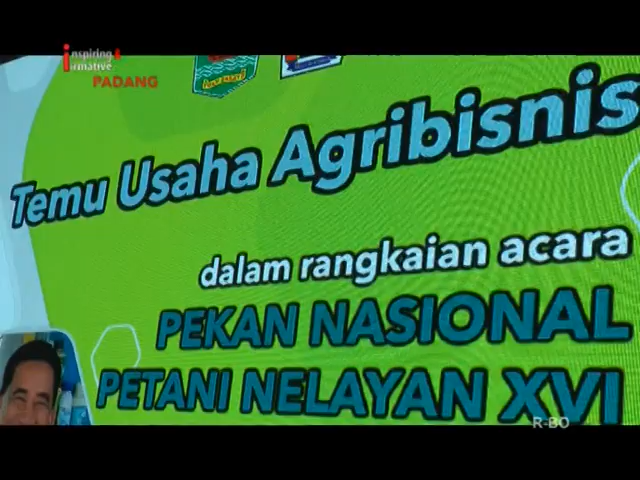 inspiring
informative
PADANG
Temu Usaha Agribisnis
dalam rangkaian acara
PEKAN NASIONAL
PETANI NELAYAN XVI
R-BO